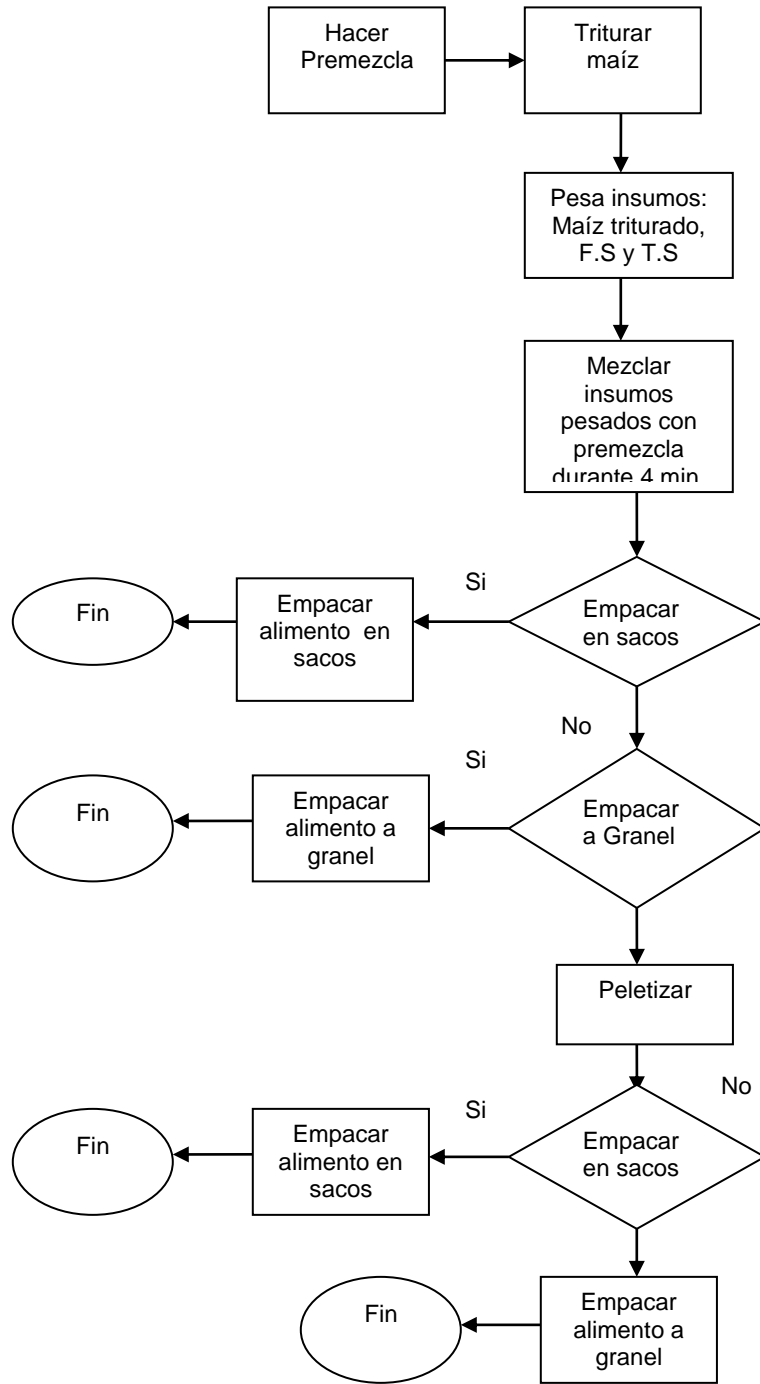 Hacer
Premezcla
Triturar
maíz
Pesa insumos:
Maíz triturado,
F.S y T.S
Mezclar
insumos
pesados con
premezcla
durante 4 min
Si
Empacar
en sacos
Empacar
alimento en
sacos
Fin
No
Si
Empacar
a Granel
Empacar
alimento a
granel
Fin
Peletizar
No
Si
Empacar
en sacos
Empacar
alimento en
sacos
Fin
Empacar
alimento a
granel
Fin